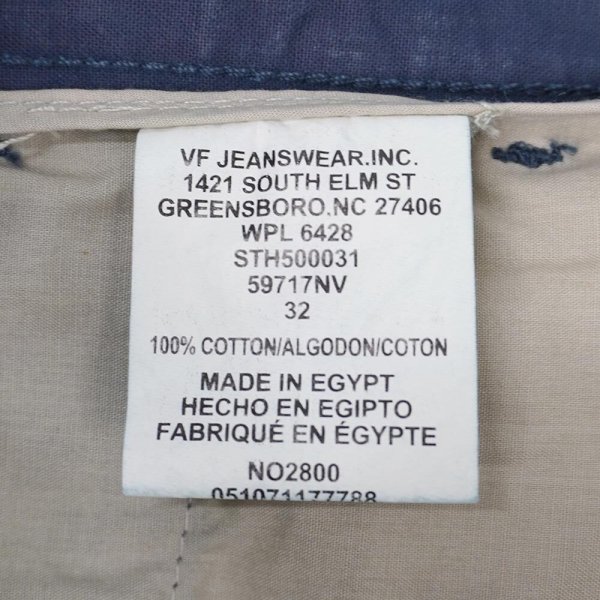 VF JEANSWEAR.INC.
1421 SOUTH ELM ST
GREENSBORO.NC 27406
WPL 6428
STH500031
59717NV
32
100% COTTON/ALGODON/COTON
MADE IN EGYPT
HECHO EN EGIPTO
FABRIQUÉ EN ÉGYPTE
NO2800
051071177788